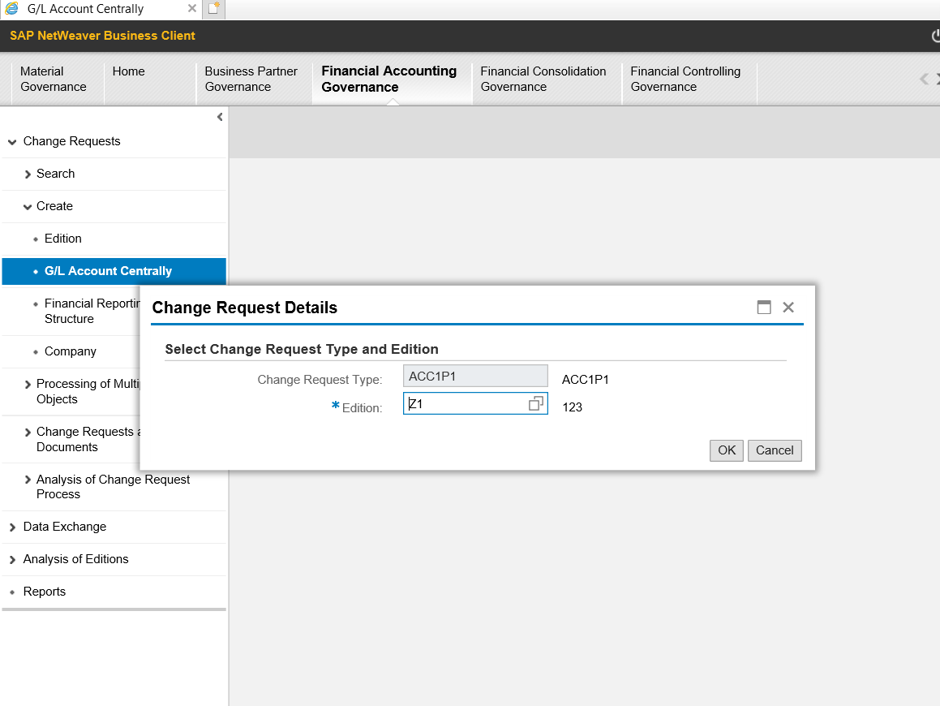 G/L Account Centrally
SAP NetWeaver Business Client
Material
Governance
Home
Business Partner
Governance
Financial Accounting
Governance
Financial Consolidation
Governance
Financial Controlling
Governance
Change Requests
Search
Create
Edition
G/L Account Centrally
Financial Reportin
Structure
Company
Processing of Multi
Objects
Change Requests a
Documents
Analysis of Change Request
Process
Data Exchange
Analysis of Editions
Reports
Change Request Details
Select Change Request Type and Edition
Change Request Type: ACC1P1 ACC1P1
* Edition: Z1 123
OK Cancel